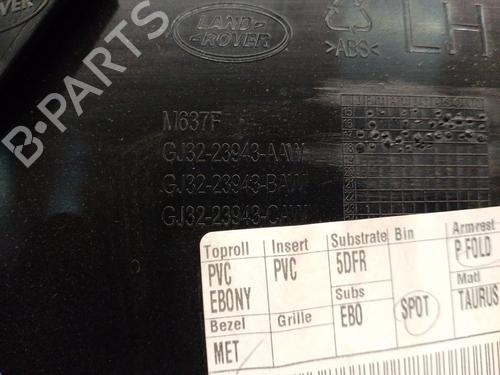 LAND
ROVER
>ABS<
LH
M637F
GJ32-23943-AAW
GJ32-23943-BAW
GJ32-23943-CAW
Toproll Insert Substrate Bin Armrest
PVC PVC 5DFR P FOLD
EBONY Subs Matl
Bezel Grille EBO SPOT TAURUS
MET
B-PARTS